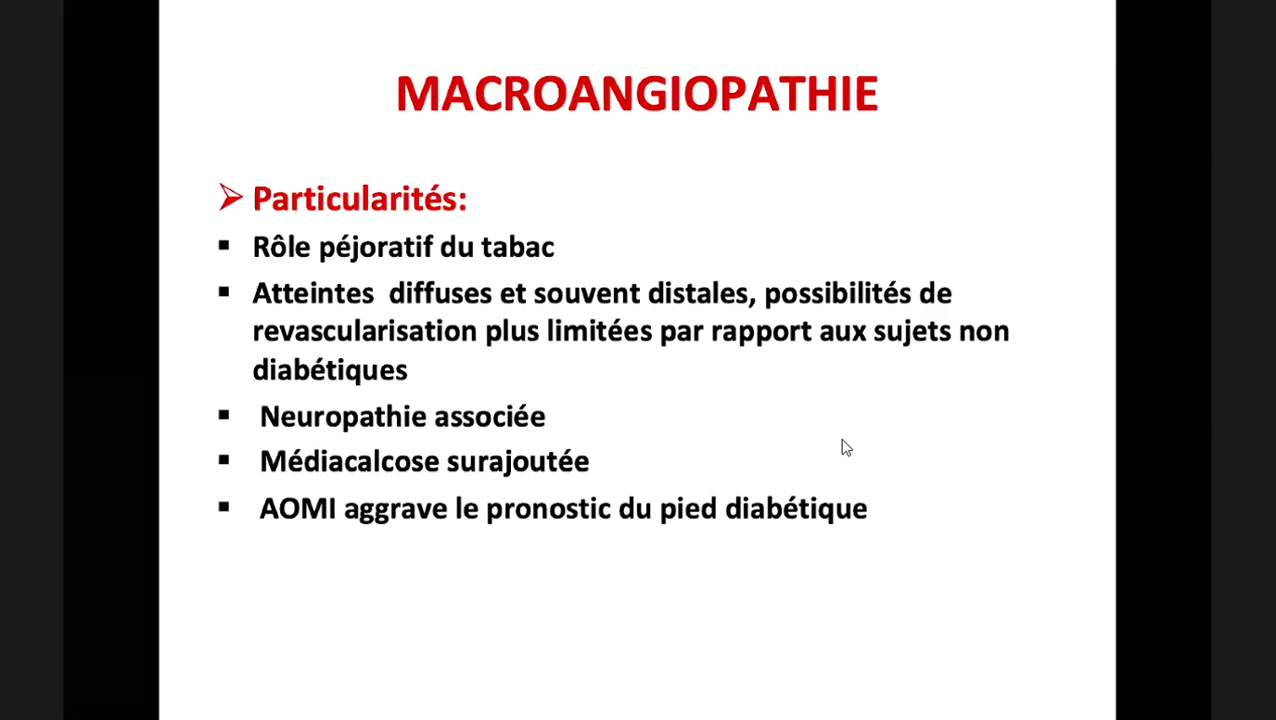 MACROANGIOPATHIE
➢ Particularités:
▪ Rôle péjoratif du tabac
▪ Atteintes diffuses et souvent distales, possibilités de
revascularisation plus limitées par rapport aux sujets non
diabétiques
▪ Neuropathie associée
▪ Médiacalcose surajoutée
▪ AOMI aggrave le pronostic du pied diabétique